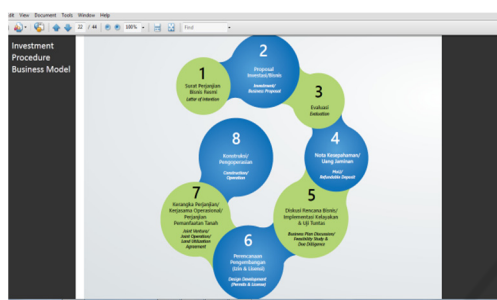 dit View Document Tools Window Help
22 / 44
100%
Find
Investment
Procedure
Business Model
1
Surat Perjanjian
Bisnis Resmi
Letter of Intention
2
Proposal
Investasi/Bisnis
Investment/
Business Proposal
3
Evaluasi
Evaluation
4
Nota Kesepahaman/
Uang Jaminan
MoU/
Refundable Deposit
5
Diskusi Rencana Bisnis/
Implementasi Kelayakan
& Uji Tuntas
Business Plan Discussion/
Feasibility Study &
Due Dilligence
6
Perencanaan
Pengembangan
(Izin & Lisensi)
Design Development
(Permits & License)
7
Kerangka Perjanjian/
Kerjasama Operasional/
Perjanjian
Pemanfaatan Tanah
Joint Venture/
Joint Operation/
Land Utilization
Agreement
8
Konstruksi/
Pengoperasian
Construction/
Operation